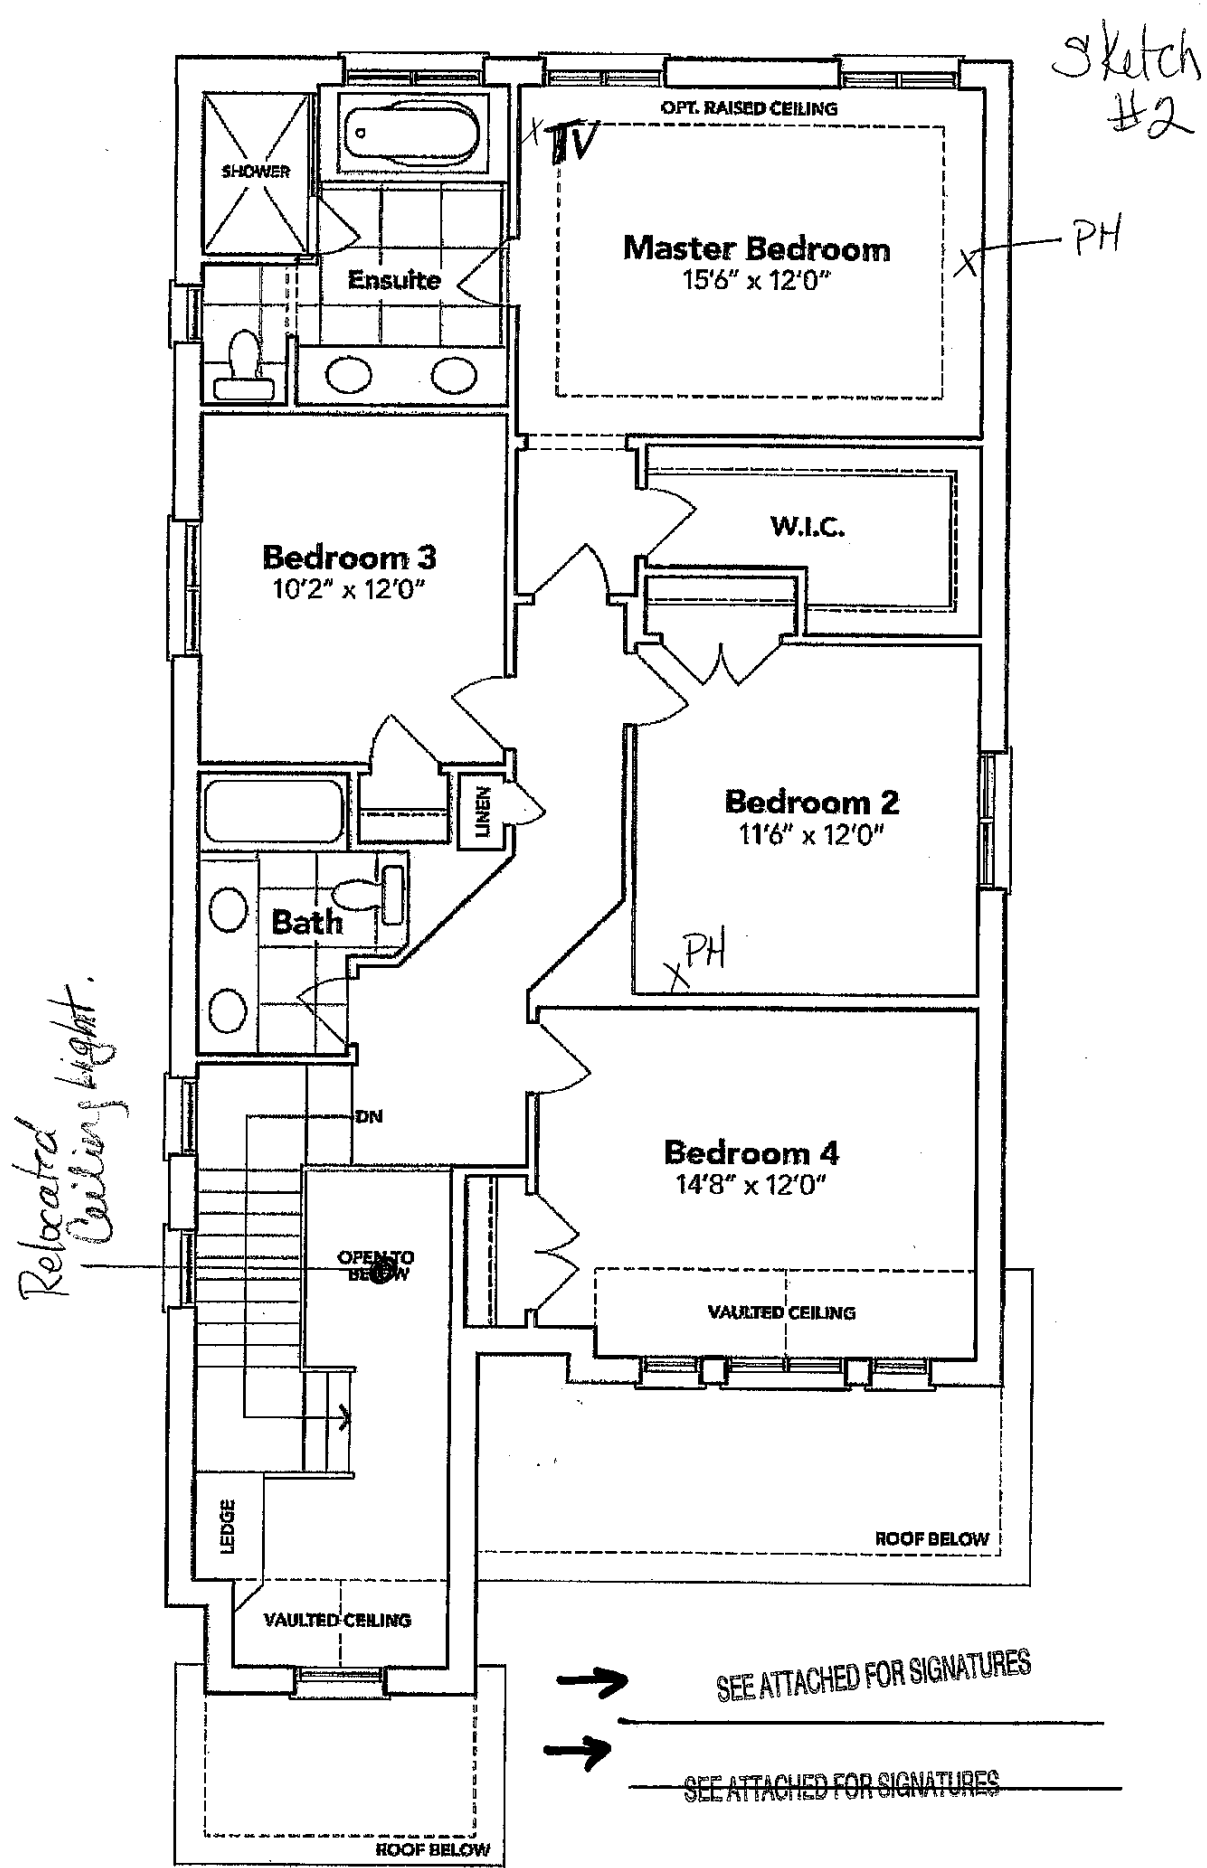 Sketch
#2
OPT. RAISED CEILING
X TV
SHOWER
Master Bedroom
15'6" x 12'0"
X PH
Ensuite
W.I.C.
Bedroom 3
10'2" x 12'0"
LINEN
Bedroom 2
11'6" x 12'0"
Bath
X PH
Relocated
Ceiling Light.
DN
Bedroom 4
14'8" x 12'0"
OPEN TO
BELOW
VAULTED CEILING
LEDGE
ROOF BELOW
VAULTED CEILING
SEE ATTACHED FOR SIGNATURES
SEE ATTACHED FOR SIGNATURES
ROOF BELOW